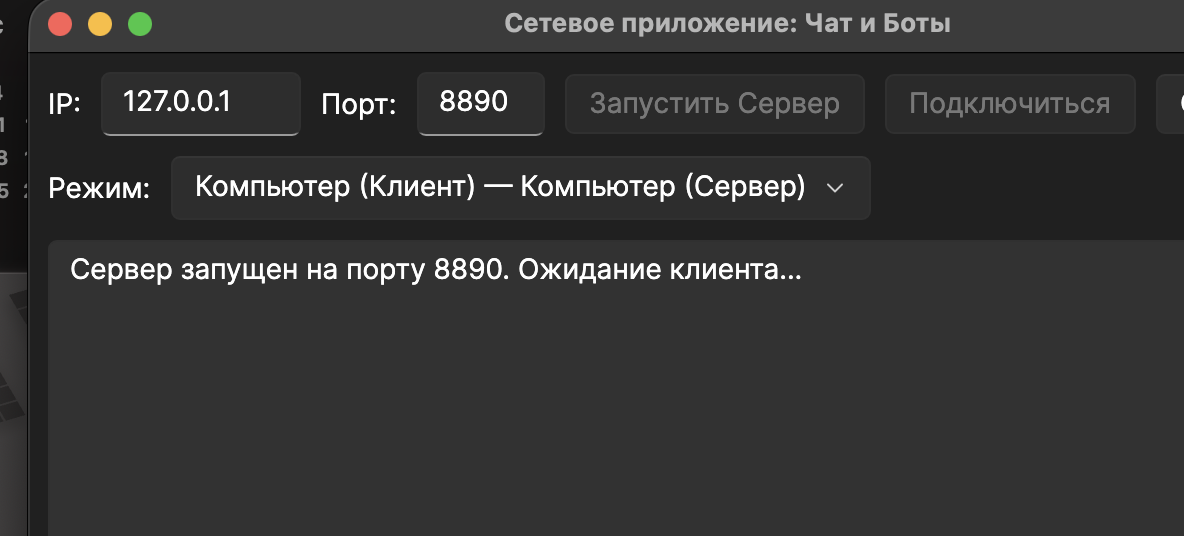 Сетевое приложение: Чат и Боты
IP: 127.0.0.1 Порт: 8890 Запустить Сервер Подключиться
Режим: Компьютер (Клиент) — Компьютер (Сервер)
Сервер запущен на порту 8890. Ожидание клиента...